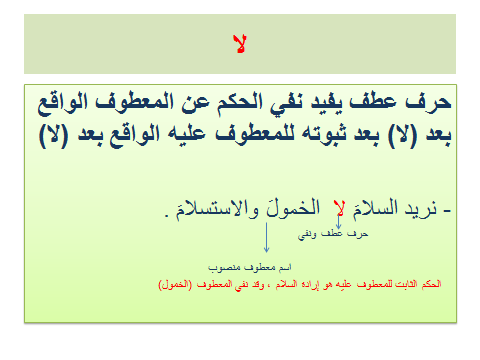 لا
حرف عطف يفيد نفي الحكم عن المعطوف الواقع
بعد (لا) بعد ثبوته للمعطوف عليه الواقع بعد (لا)
- نريد السلامَ لا الخمولَ والاستسلامَ .
حرف عطف ونفي
اسم معطوف منصوب
الحكم الثابت للمعطوف عليه هو إرادة السلام ، وقد نفي المعطوف (الخمول)